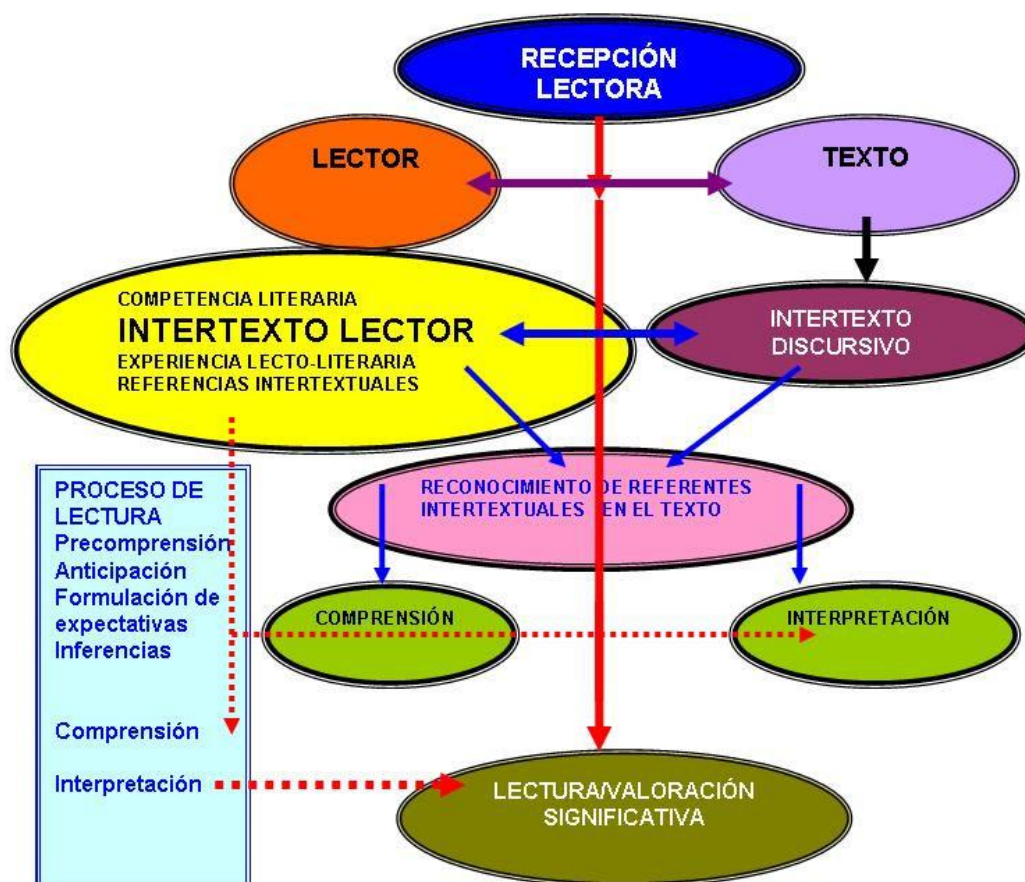 RECEPCIÓN
LECTORA
LECTOR
TEXTO
COMPETENCIA LITERARIA
INTERTEXTO LECTOR
EXPERIENCIA LECTO-LITERARIA
REFERENCIAS INTERTEXTUALES
INTERTEXTO
DISCURSIVO
RECONOCIMIENTO DE REFERENTES
INTERTEXTUALES EN EL TEXTO
PROCESO DE
LECTURA
Precomprensión
Anticipación
Formulación de
expectativas
Inferencias
Comprensión
Interpretación
COMPRENSIÓN
INTERPRETACIÓN
LECTURA/VALORACIÓN
SIGNIFICATIVA